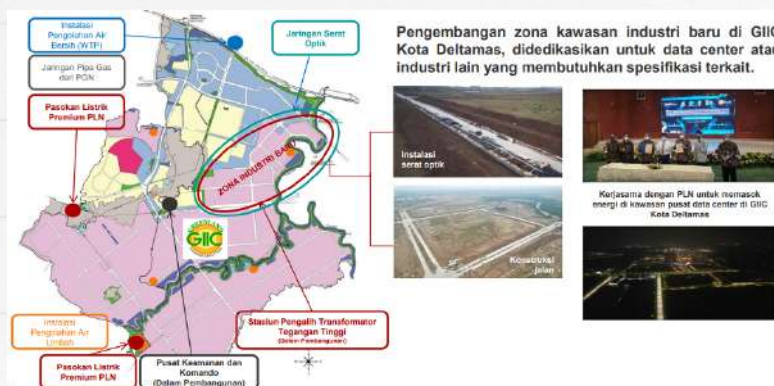 Instalasi
Pengolahan Air
Bersih (WTP)
Jaringan Serat
Optik
Jaringan Pipa Gas
dari PGN
Pasokan Listrik
Premium PLN
ZONA INDUSTRI BARU
GREENLAND
GIIC
Instalasi
Pengolahan Air
Limbah
Pasokan Listrik
Premium PLN
Pusat Keamanan dan
Komando
(Dalam Pembangunan)
Stasiun Pengalih Transformator
Tegangan Tinggi
(Dalam Pembangunan)
Pengembangan zona kawasan industri baru di GIIC
Kota Deltamas, didedikasikan untuk data center atau
industri lain yang membutuhkan spesifikasi terkait.
Instalasi
serat optik
Konstruksi
jalan
Kerjasama dengan PLN untuk memasok
energi di kawasan pusat data center di GIIC
Kota Deltamas